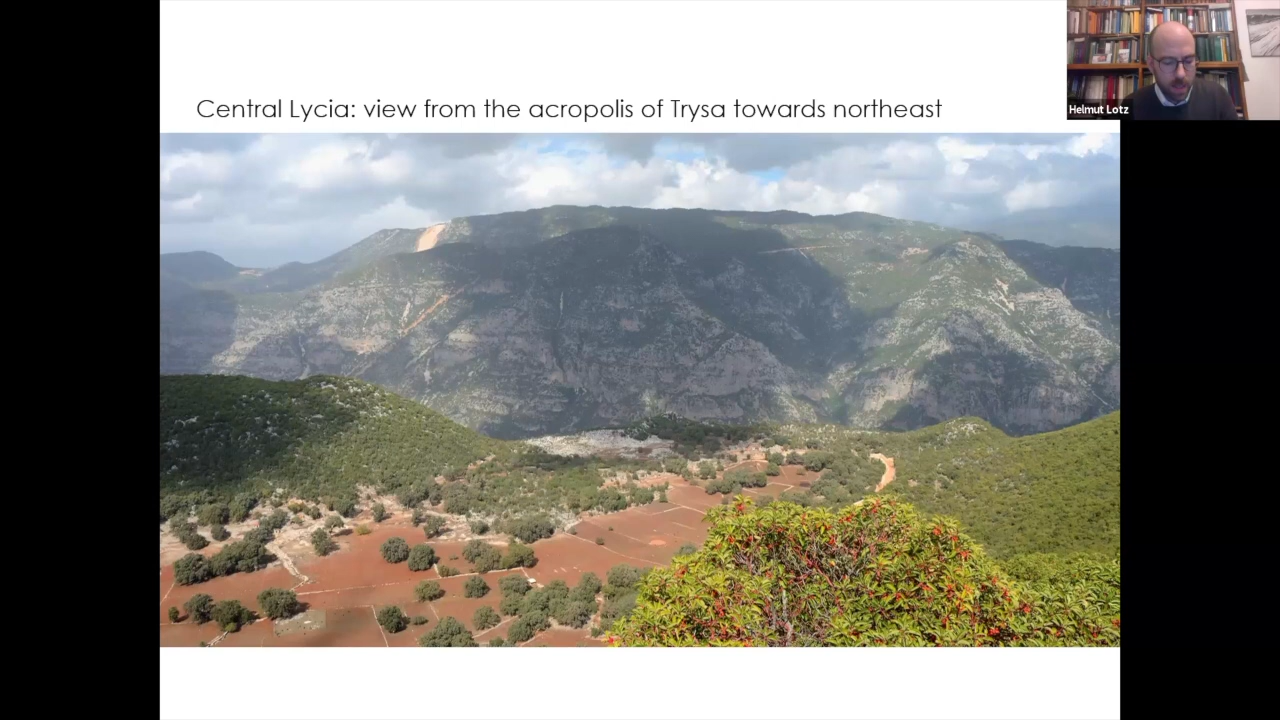 Central Lycia: view from the acropolis of Trysa towards northeast
Helmut Lotz